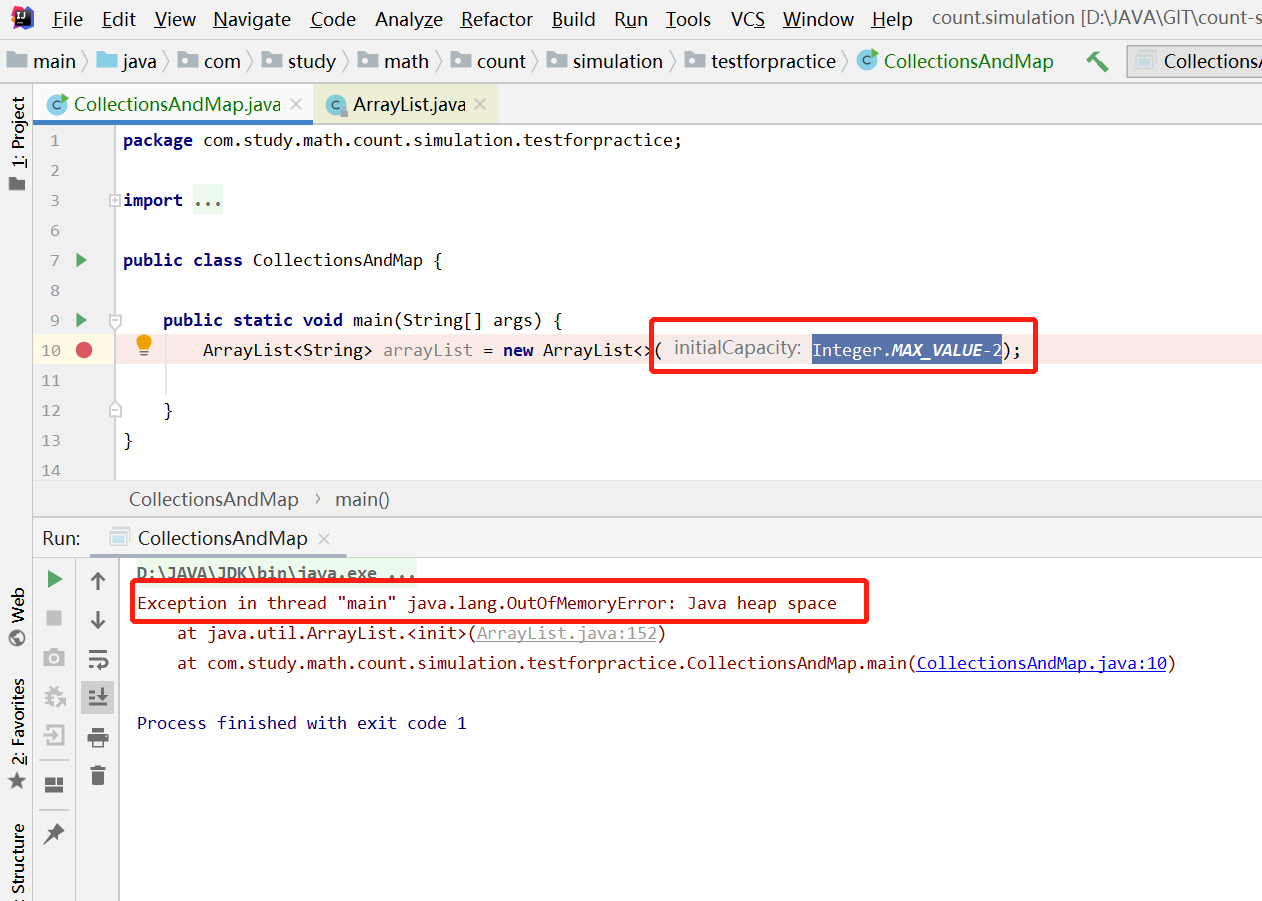 File Edit View Navigate Code Analyze Refactor Build Run Tools VCS Window Help count.simulation [D:\JAVA\GIT\count-s
main java com study math count simulation testforpractice CollectionsAndMap CollectionsA
CollectionsAndMap.java ArrayList.java
1: Project
1 package com.study.math.count.simulation.testforpractice;
2
3 import ...
6
7 public class CollectionsAndMap {
8
9 public static void main(String[] args) {
10 ArrayList<String> arrayList = new ArrayList<>( initialCapacity: Integer.MAX_VALUE-2);
11
12 }
13 }
14
CollectionsAndMap main()
Run: CollectionsAndMap
D:\JAVA\JDK\bin\java.exe ...
Exception in thread "main" java.lang.OutOfMemoryError: Java heap space
at java.util.ArrayList.<init>(ArrayList.java:152)
at com.study.math.count.simulation.testforpractice.CollectionsAndMap.main(CollectionsAndMap.java:10)
Process finished with exit code 1
Web
2: Favorites
: Structure